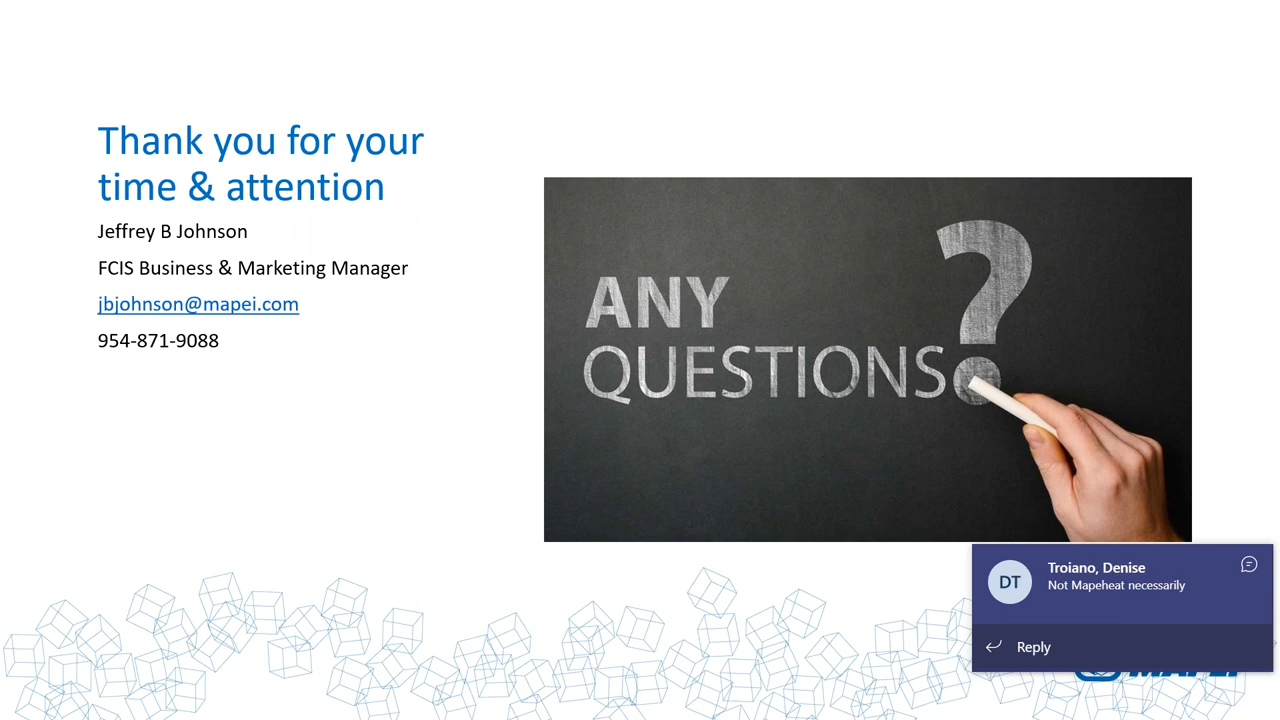 Thank you for your
time & attention
Jeffrey B Johnson
FCIS Business & Marketing Manager
jbjohnson@mapei.com
954-871-9088
ANY
QUESTIONS?
DT
Troiano, Denise
Not Mapeheat necessarily
Reply
MAPEI